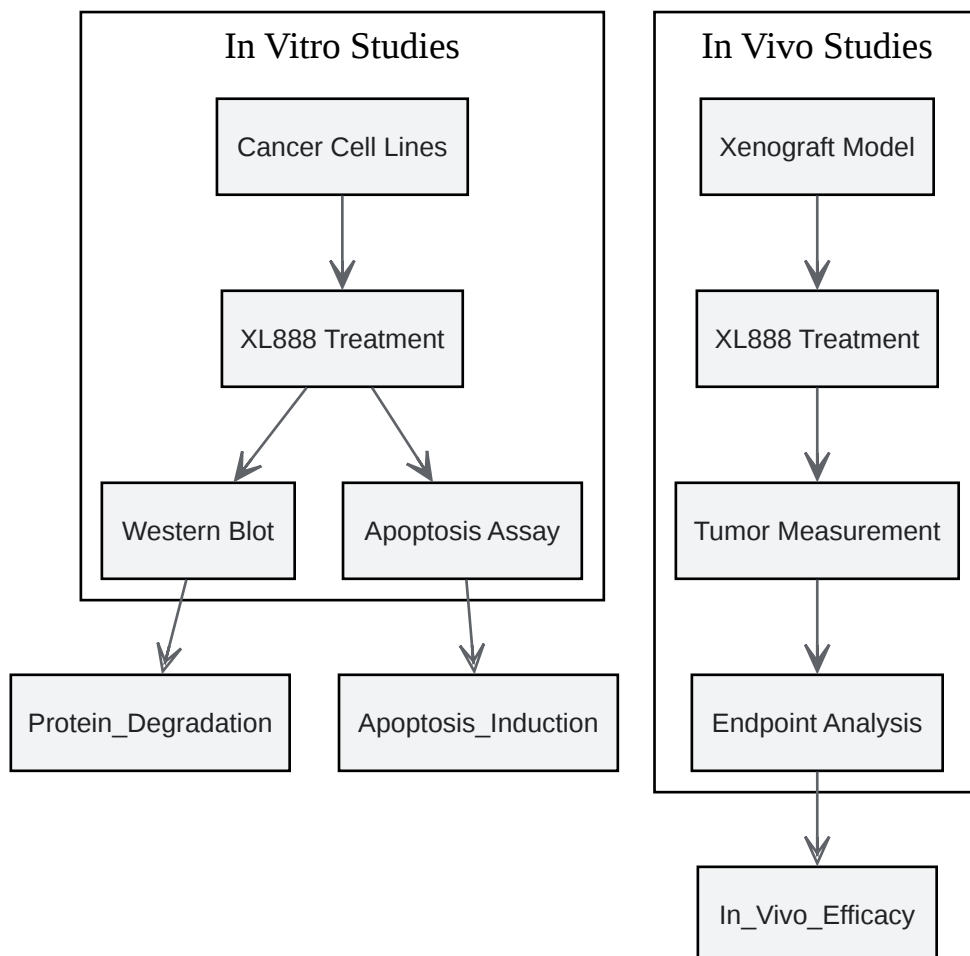 In Vitro Studies
Cancer Cell Lines
XL888 Treatment
Western Blot
Apoptosis Assay
Protein_Degradation
Apoptosis_Induction
In Vivo Studies
Xenograft Model
XL888 Treatment
Tumor Measurement
Endpoint Analysis
In_Vivo_Efficacy